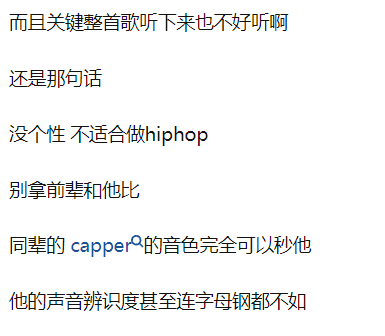 而且关键整首歌听下来也不好听啊
还是那句话
没个性 不适合做hiphop
别拿前辈和他比
同辈的 capper的音色完全可以秒他
他的声音辨识度甚至连字母钢都不如